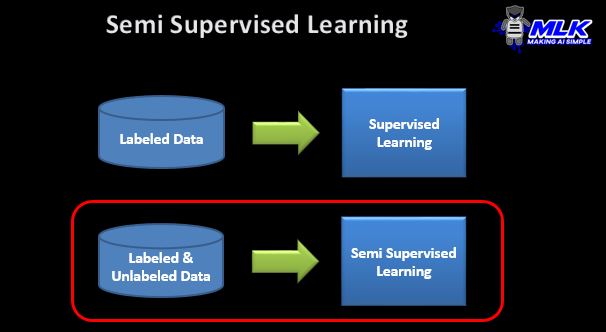 Semi Supervised Learning
MLK
MAKING AI SIMPLE
Labeled Data
Supervised
Learning
Labeled &
Unlabeled Data
Semi Supervised
Learning